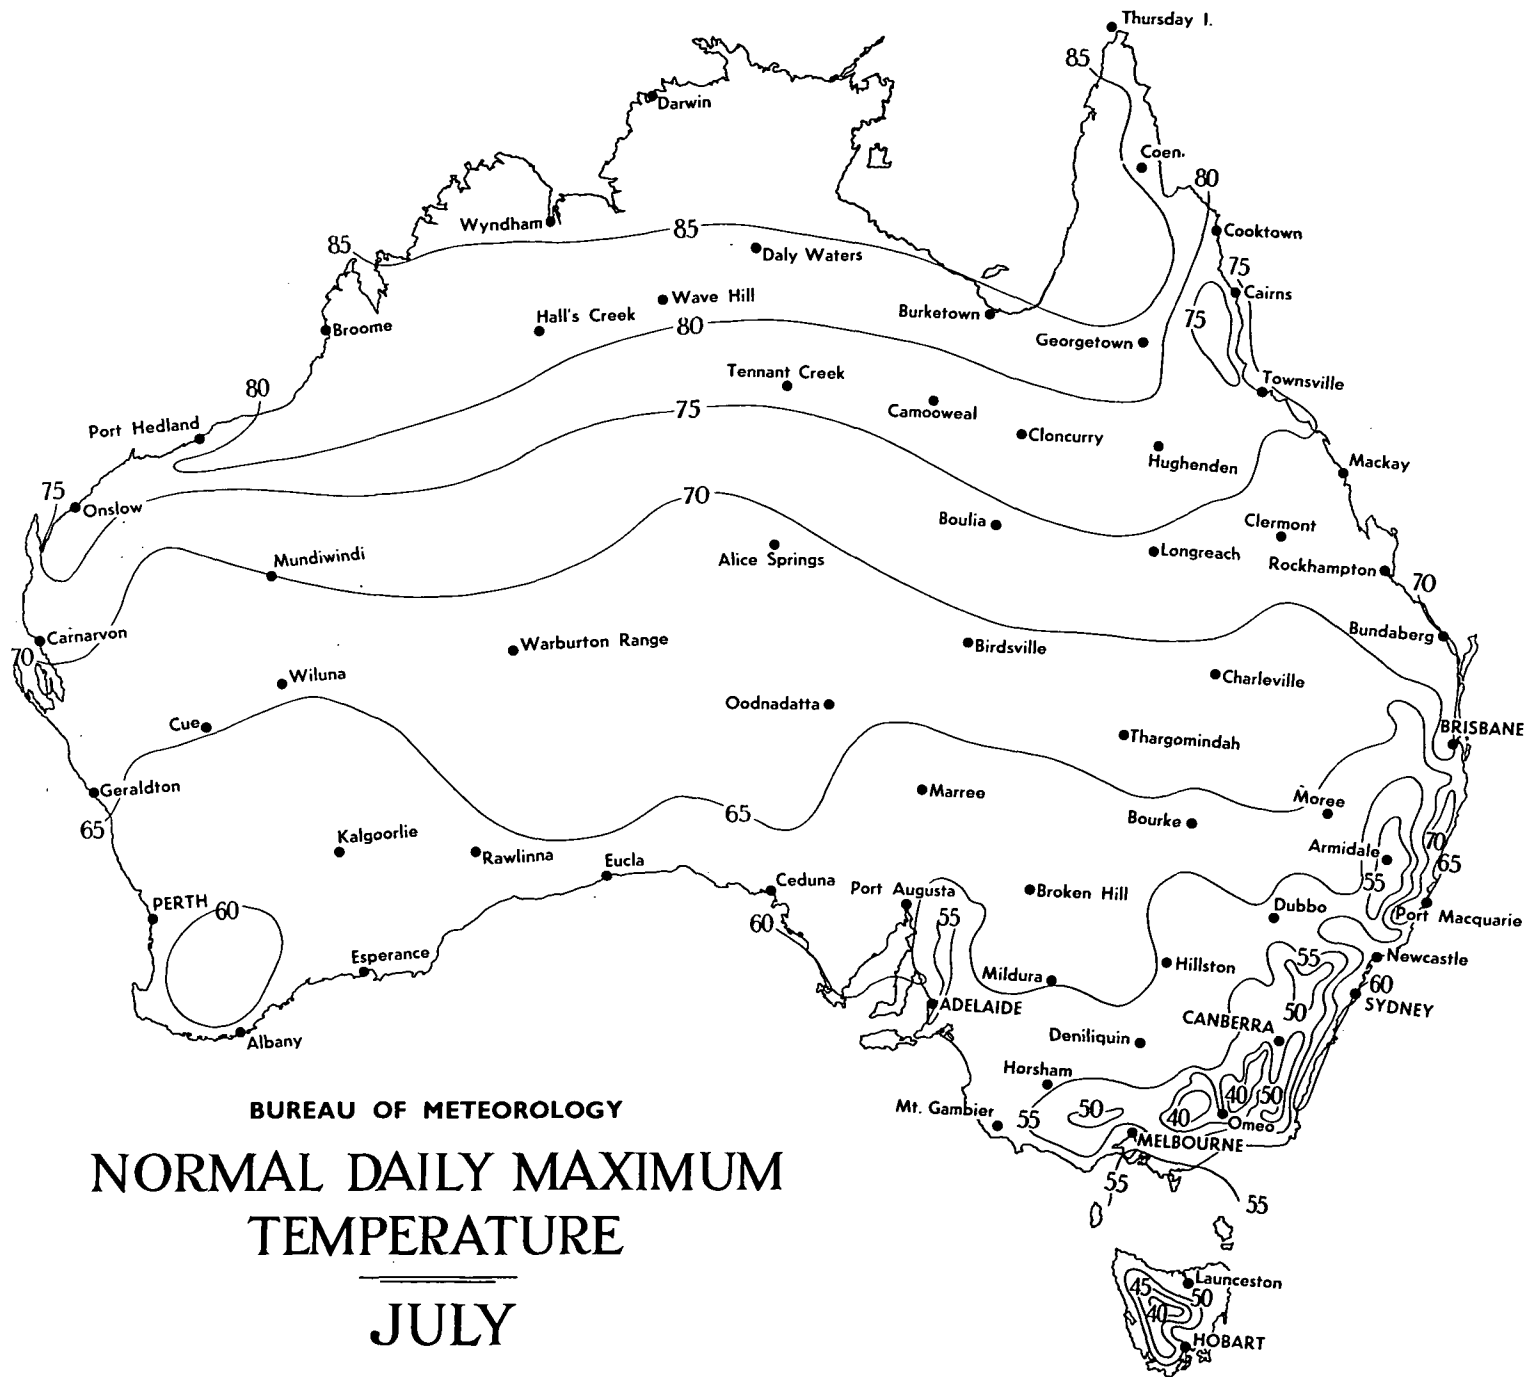 Thursday I.
85
Darwin
Coen.
80
Wyndham
85
85
Cooktown
Daly Waters
75
Cairns
Wave Hill
Burketown
Hall's Creek
75
Broome
80
Georgetown
Tennant Creek
Townsville
80
Camooweal
75
Port Hedland
Cloncurry
Hughenden
Mackay
75
70
Onslow
Boulia
Clermont
Mundiwindi
Alice Springs
Longreach
Rockhampton
70
Carnarvon
Warburton Range
Birdsville
Bundaberg
70
Wiluna
Charleville
Cue
Oodnadatta
Thargomindah
BRISBANE
Geraldton
Marree
Moree
65
65
Bourke
Kalgoorlie
Rawlinna
Eucla
Armidale
70
65
Ceduna
Port Augusta
Broken Hill
55
PERTH
60
60
55
Dubbo
Port Macquarie
Esperance
Mildura
Hillston
55
Newcastle
60
ADELAIDE
50
SYDNEY
CANBERRA
Albany
Deniliquin
Horsham
40
50
Mt. Gambier
55
50
40
Omeo
MELBOURNE
55
55
BUREAU OF METEOROLOGY
NORMAL DAILY MAXIMUM
TEMPERATURE
JULY
45
Launceston
50
40
HOBART